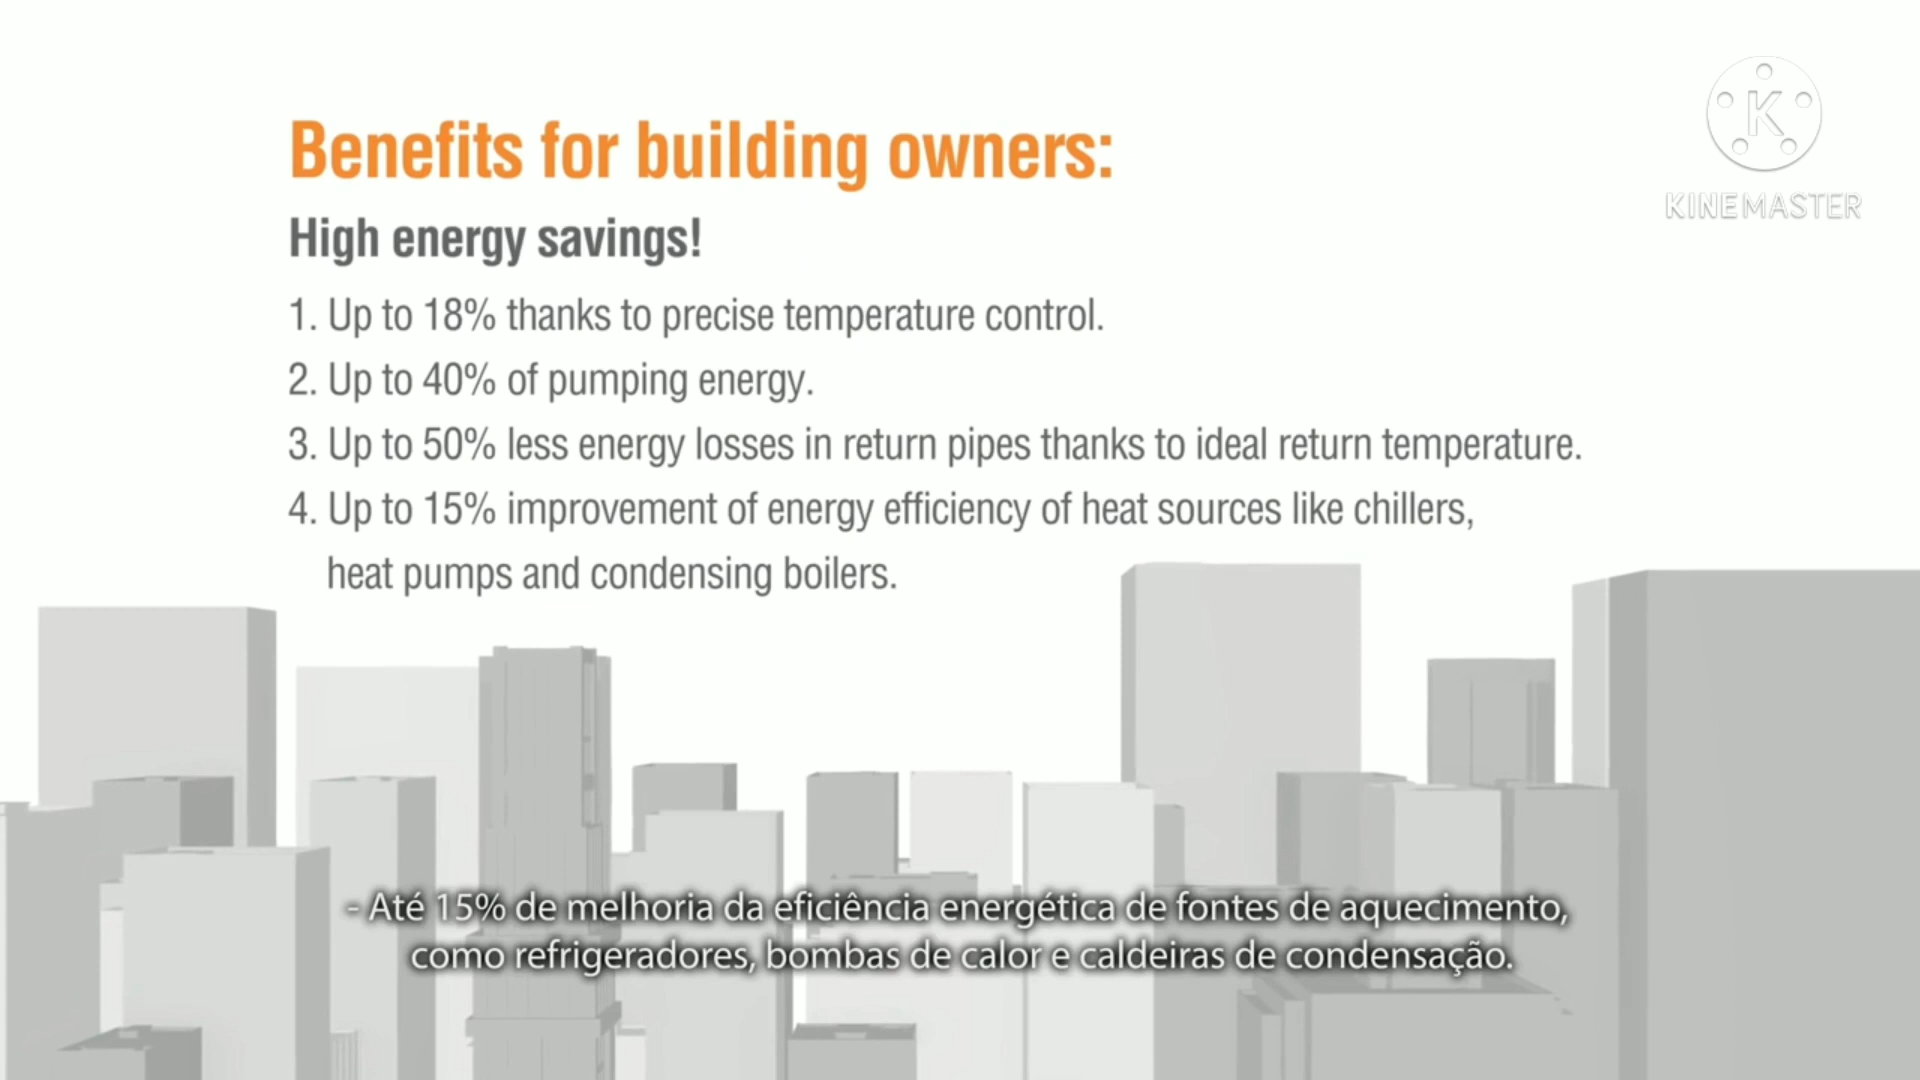 Benefits for building owners:
K
KINEMASTER
High energy savings!
1. Up to 18% thanks to precise temperature control.
2. Up to 40% of pumping energy.
3. Up to 50% less energy losses in return pipes thanks to ideal return temperature.
4. Up to 15% improvement of energy efficiency of heat sources like chillers,
heat pumps and condensing boilers.
- Até 15% de melhoria da eficiência energética de fontes de aquecimento,
como refrigeradores, bombas de calor e caldeiras de condensação.